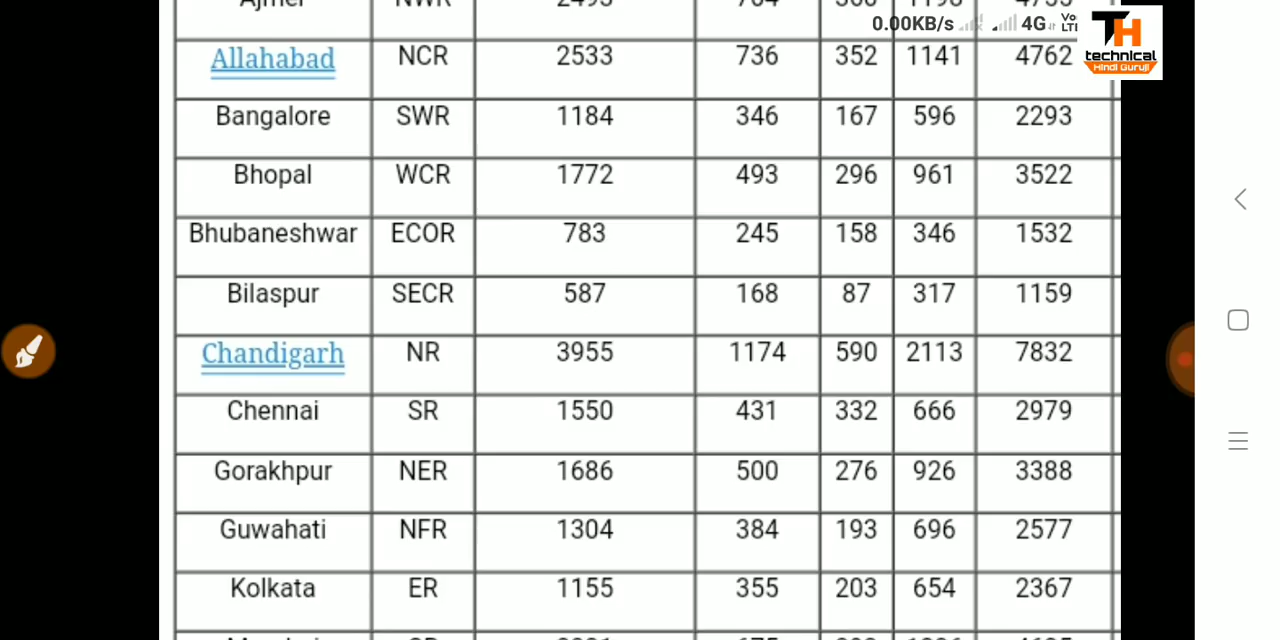 0.00KB/s 4G Vo LTE
TH
technical
Hindi Guruji
Allahabad NCR 2533 736 352 1141 4762
Bangalore SWR 1184 346 167 596 2293
Bhopal WCR 1772 493 296 961 3522
Bhubaneshwar ECOR 783 245 158 346 1532
Bilaspur SECR 587 168 87 317 1159
Chandigarh NR 3955 1174 590 2113 7832
Chennai SR 1550 431 332 666 2979
Gorakhpur NER 1686 500 276 926 3388
Guwahati NFR 1304 384 193 696 2577
Kolkata ER 1155 355 203 654 2367